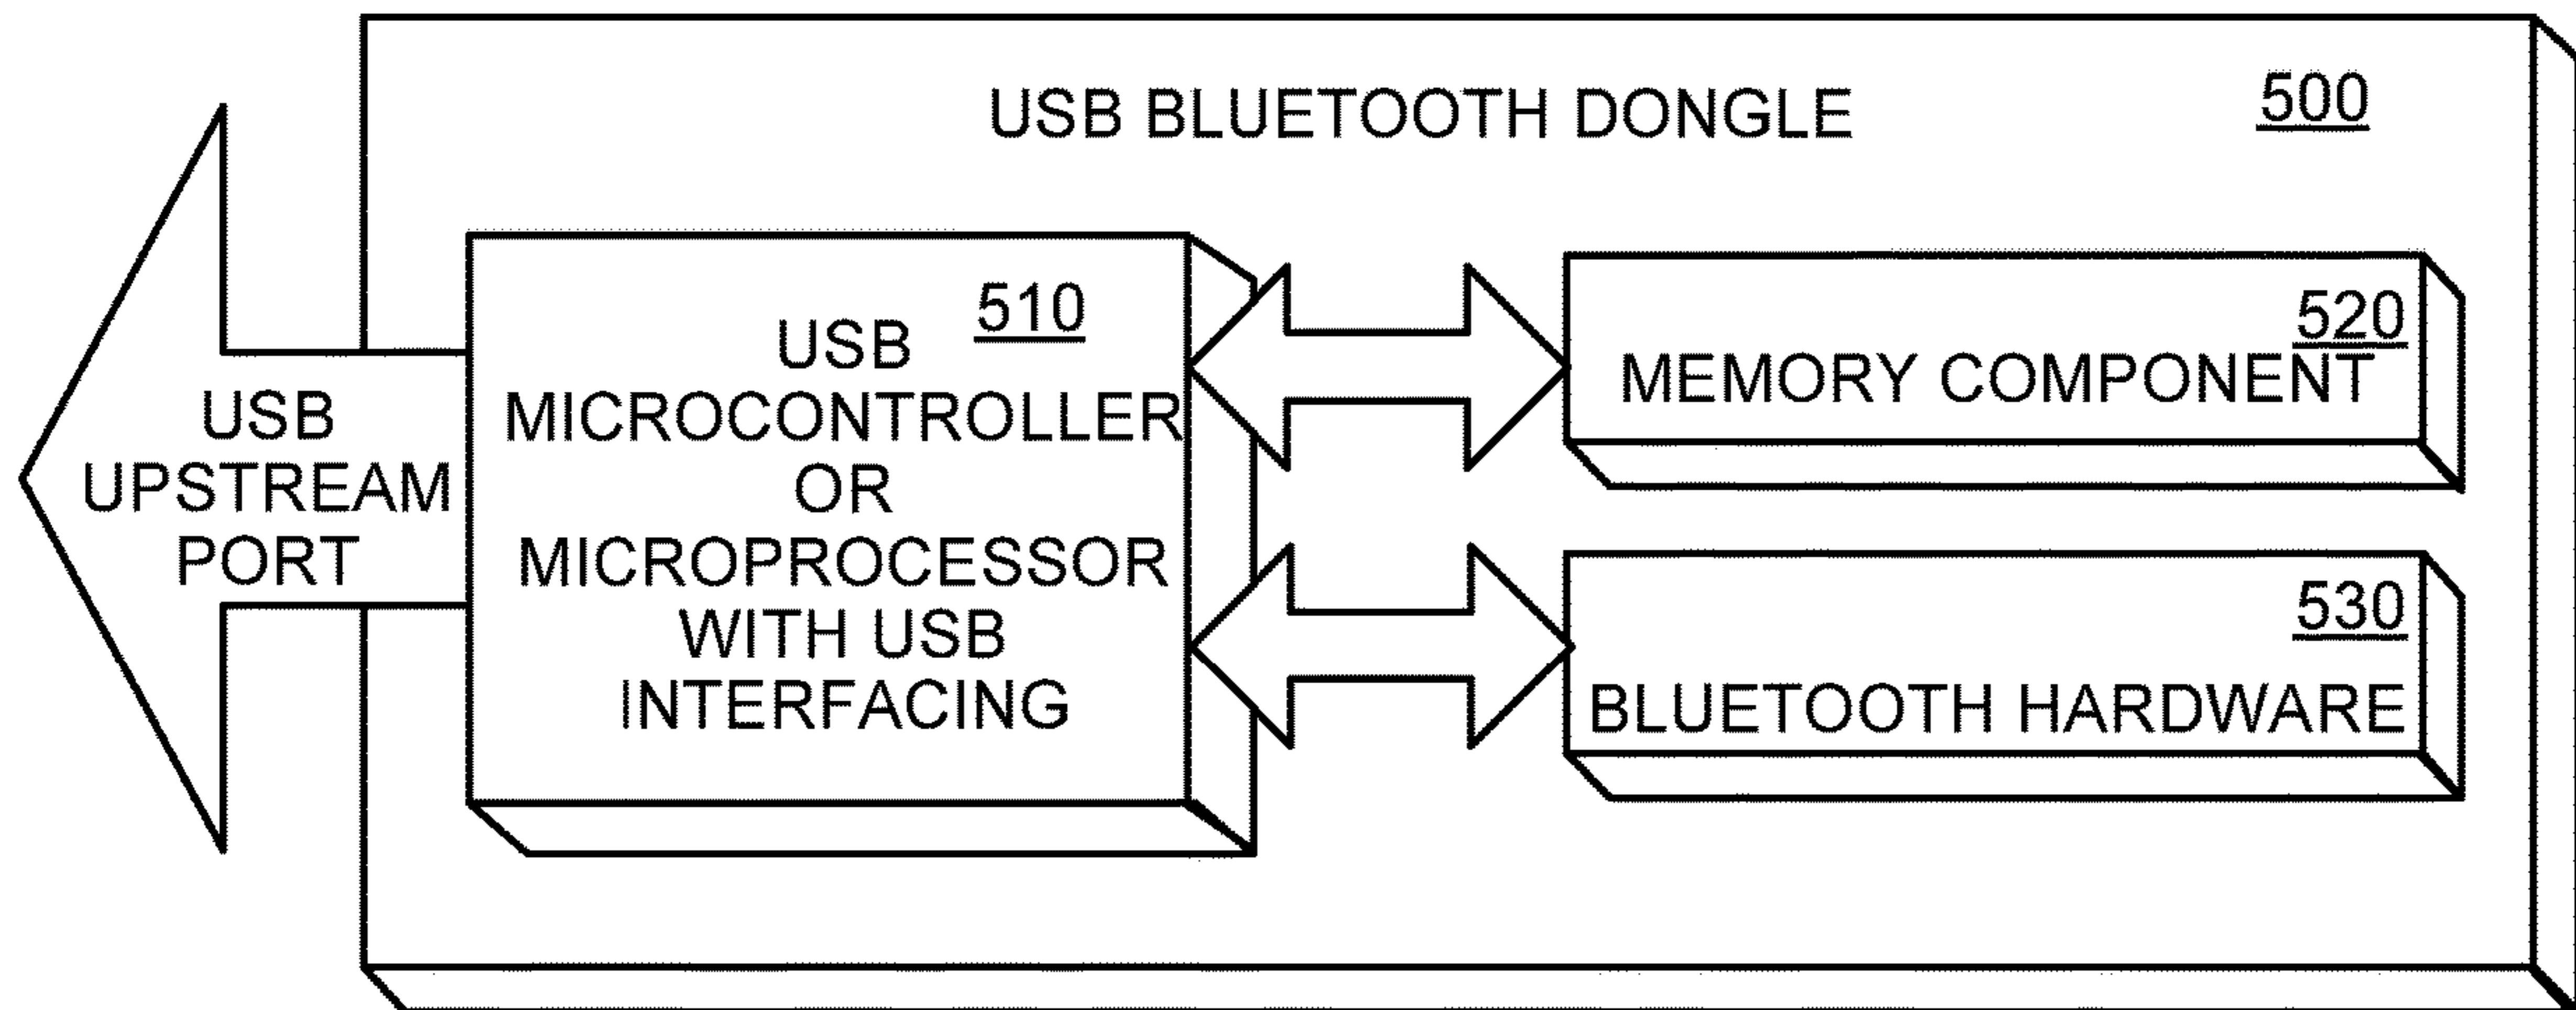 USB BLUETOOTH DONGLE
500
USB
UPSTREAM
PORT
510
USB
MICROCONTROLLER
OR
MICROPROCESSOR
WITH USB
INTERFACING
520
MEMORY COMPONENT
530
BLUETOOTH HARDWARE